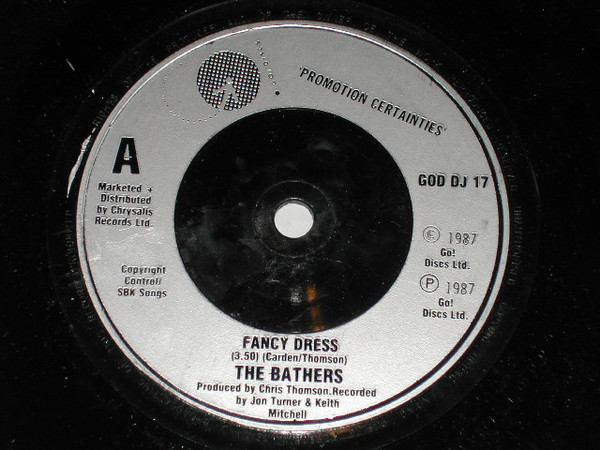 'PROMOTION CERTAINTIES'
A
GOD DJ 17
Marketed +
Distributed
by Chrysalis
Records Ltd.
Ⓒ 1987
Go!
Discs Ltd.
Copyright
Control/
SBK Songs
Ⓟ 1987
Go!
Discs Ltd.
FANCY DRESS
(3.50) (Carden/Thomson)
THE BATHERS
Produced by Chris Thomson.Recorded
by Jon Turner & Keith
Mitchell